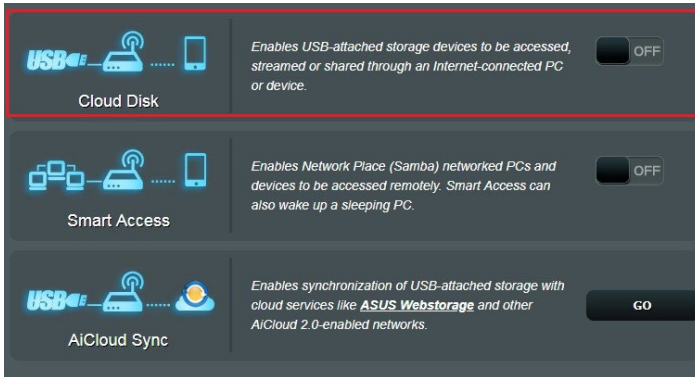 Enables USB-attached storage devices to be accessed,
streamed or shared through an Internet-connected PC
or device.
OFF
USB
Cloud Disk
Enables Network Place (Samba) networked PCs and
devices to be accessed remotely. Smart Access can
also wake up a sleeping PC.
OFF
Smart Access
Enables synchronization of USB-attached storage with
cloud services like ASUS Webstorage and other
AiCloud 2.0-enabled networks.
GO
USB
AiCloud Sync